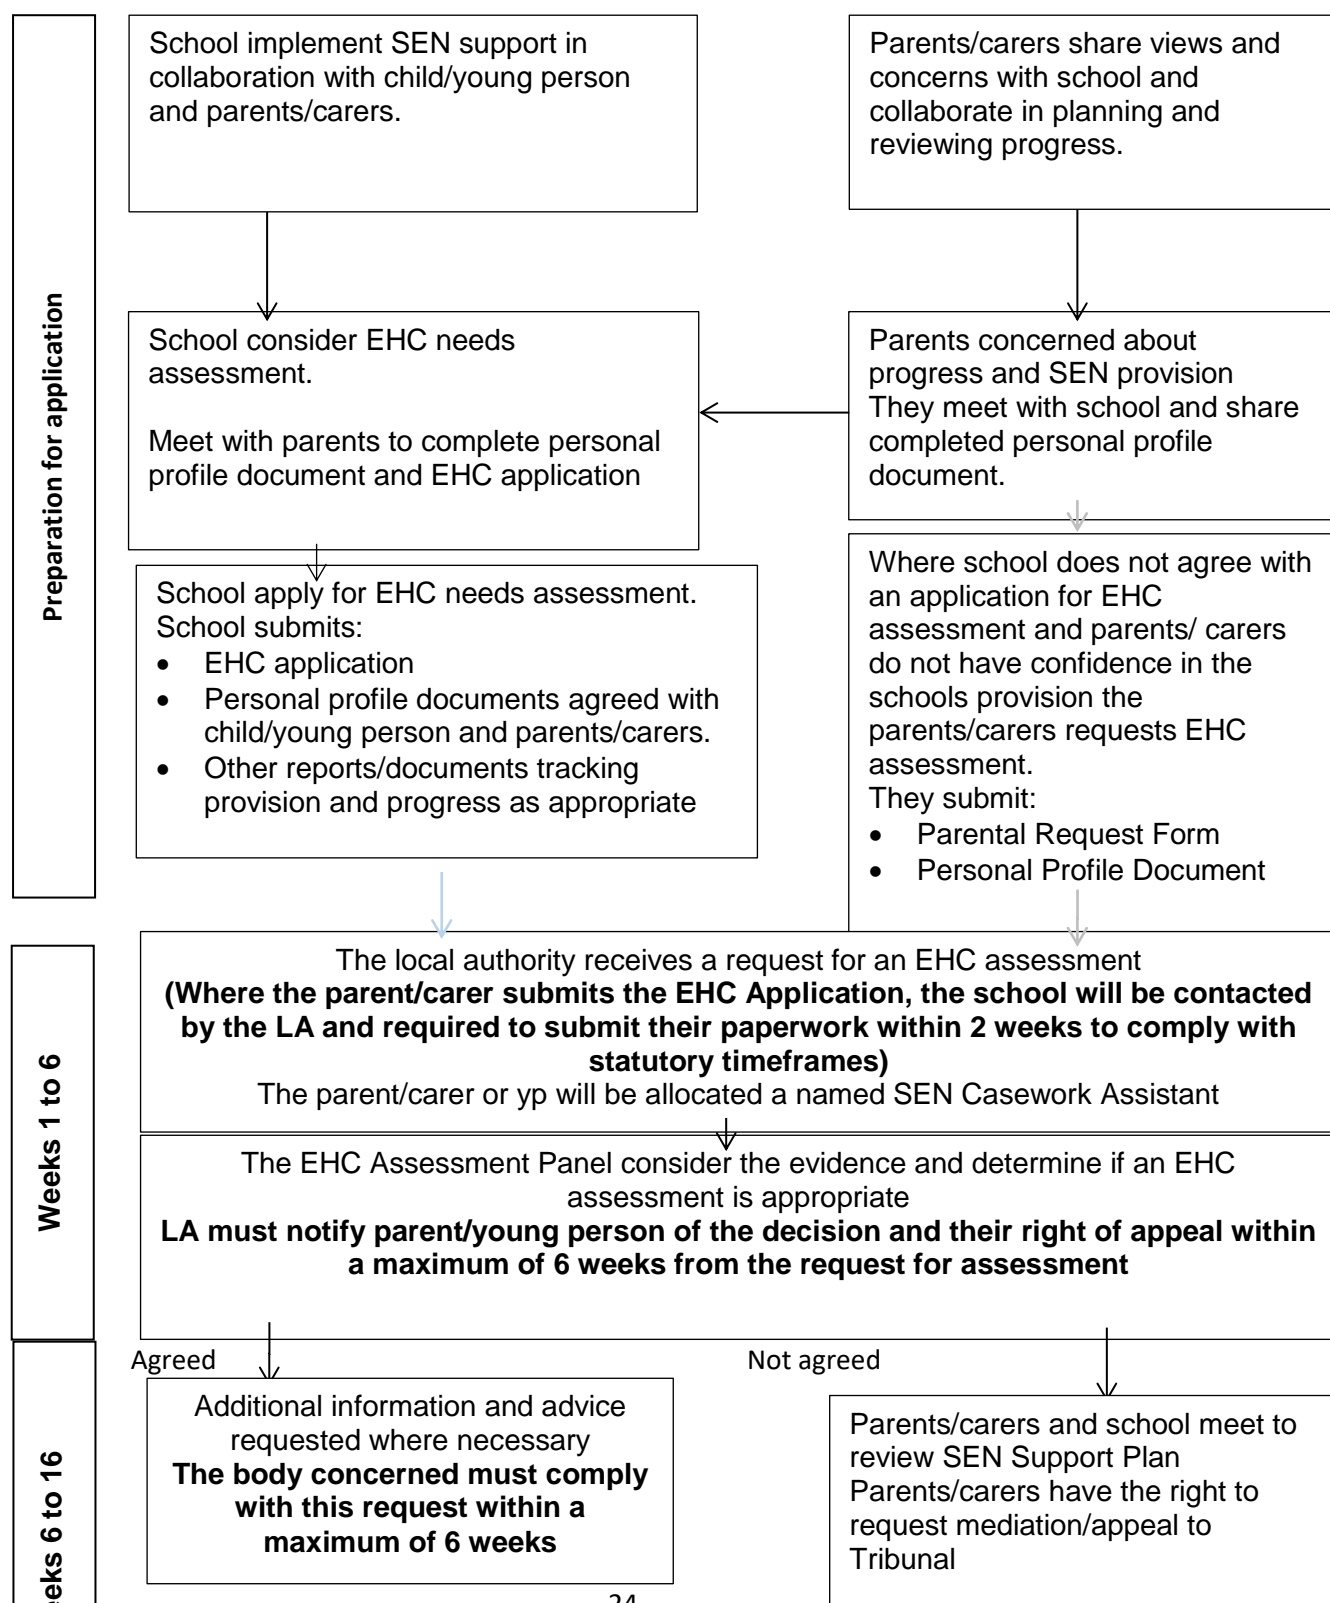 Preparation for application
School implement SEN support in
collaboration with child/young person
and parents/carers.
Parents/carers share views and
concerns with school and
collaborate in planning and
reviewing progress.
School consider EHC needs
assessment.
Meet with parents to complete personal
profile document and EHC application
Parents concerned about
progress and SEN provision
They meet with school and share
completed personal profile
document.
School apply for EHC needs assessment.
School submits:
• EHC application
• Personal profile documents agreed with
child/young person and parents/carers.
• Other reports/documents tracking
provision and progress as appropriate
Where school does not agree with
an application for EHC
assessment and parents/ carers
do not have confidence in the
schools provision the
parents/carers requests EHC
assessment.
They submit:
• Parental Request Form
• Personal Profile Document
Weeks 1 to 6
The local authority receives a request for an EHC assessment
(Where the parent/carer submits the EHC Application, the school will be contacted
by the LA and required to submit their paperwork within 2 weeks to comply with
statutory timeframes)
The parent/carer or yp will be allocated a named SEN Casework Assistant
The EHC Assessment Panel consider the evidence and determine if an EHC
assessment is appropriate
LA must notify parent/young person of the decision and their right of appeal within
a maximum of 6 weeks from the request for assessment
Agreed
Not agreed
eeks 6 to 16
Additional information and advice
requested where necessary
The body concerned must comply
with this request within a
maximum of 6 weeks
Parents/carers and school meet to
review SEN Support Plan
Parents/carers have the right to
request mediation/appeal to
Tribunal
24